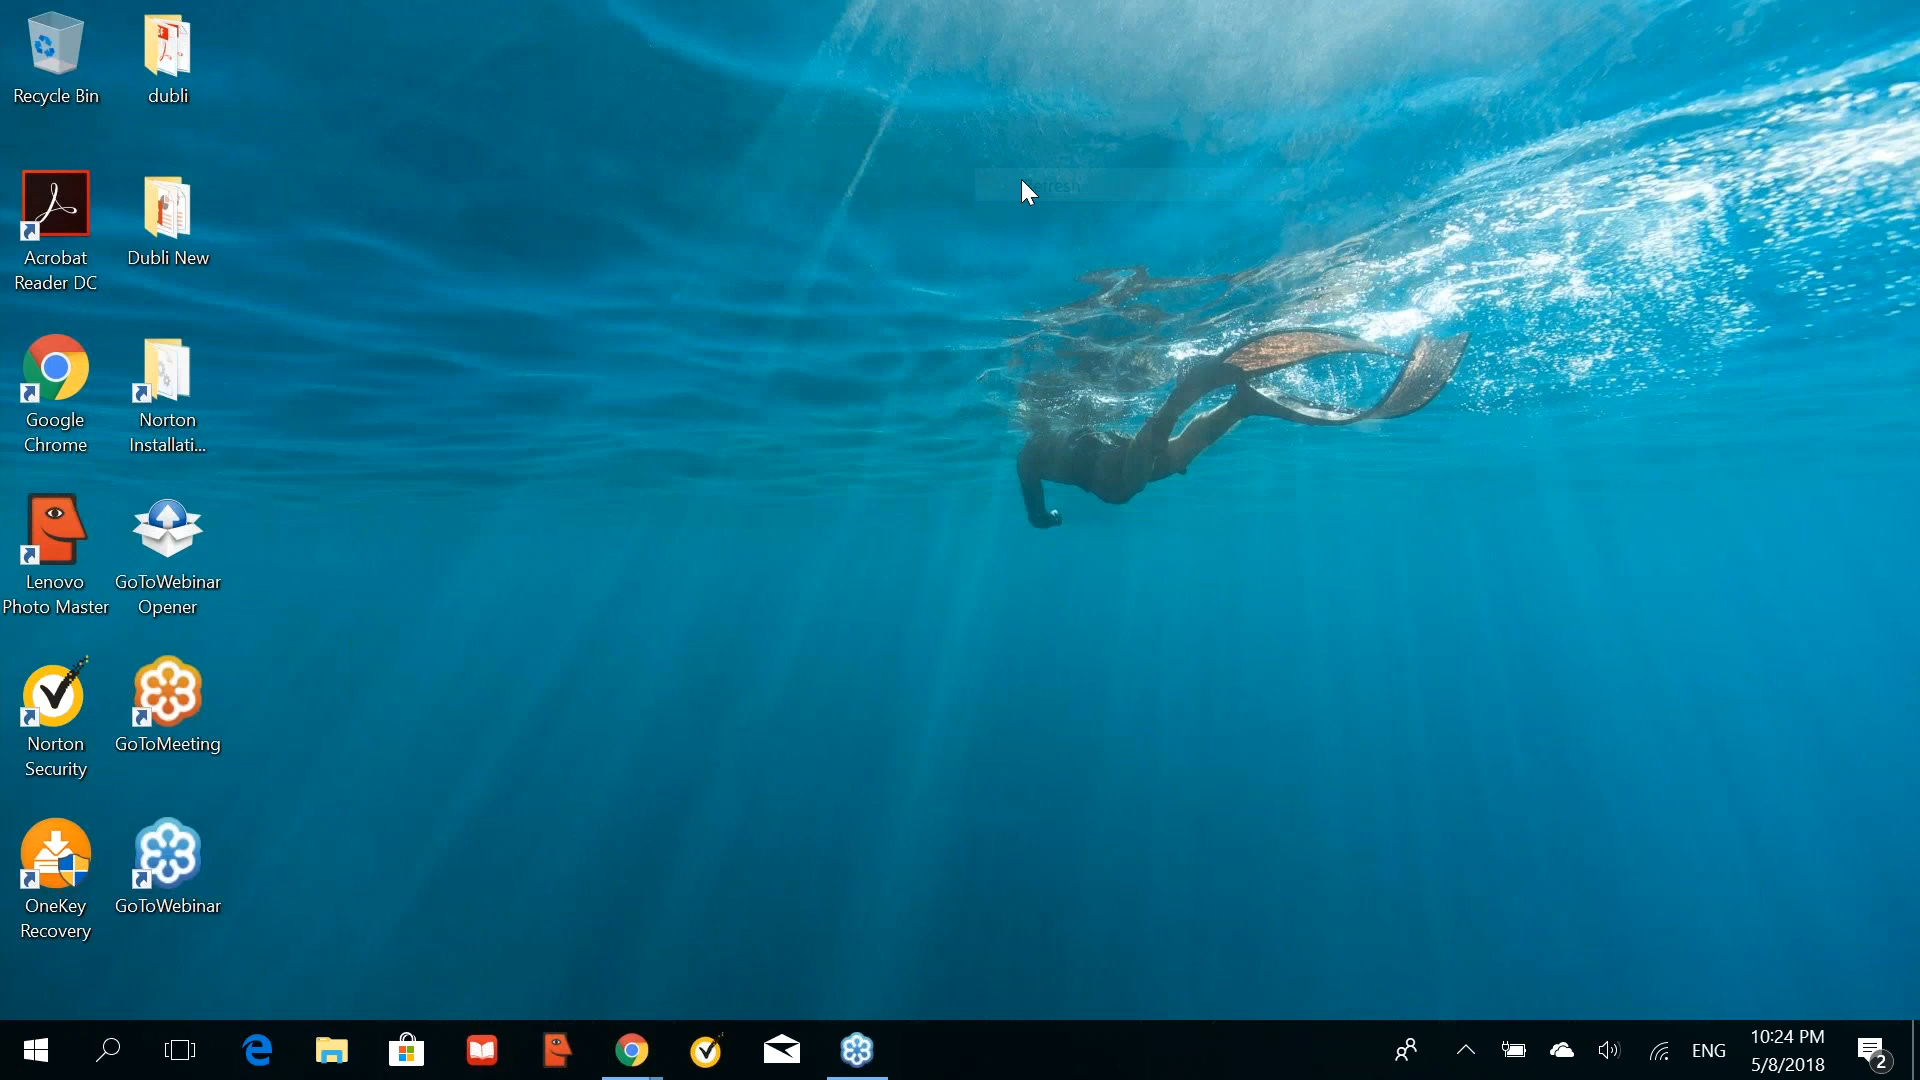 Recycle Bin
dubli
Acrobat
Reader DC
Dubli New
Google
Chrome
Norton
Installati...
Lenovo
Photo Master
GoToWebinar
Opener
Norton
Security
GoToMeeting
OneKey
Recovery
GoToWebinar
Refresh
ENG
10:24 PM
5/8/2018
2